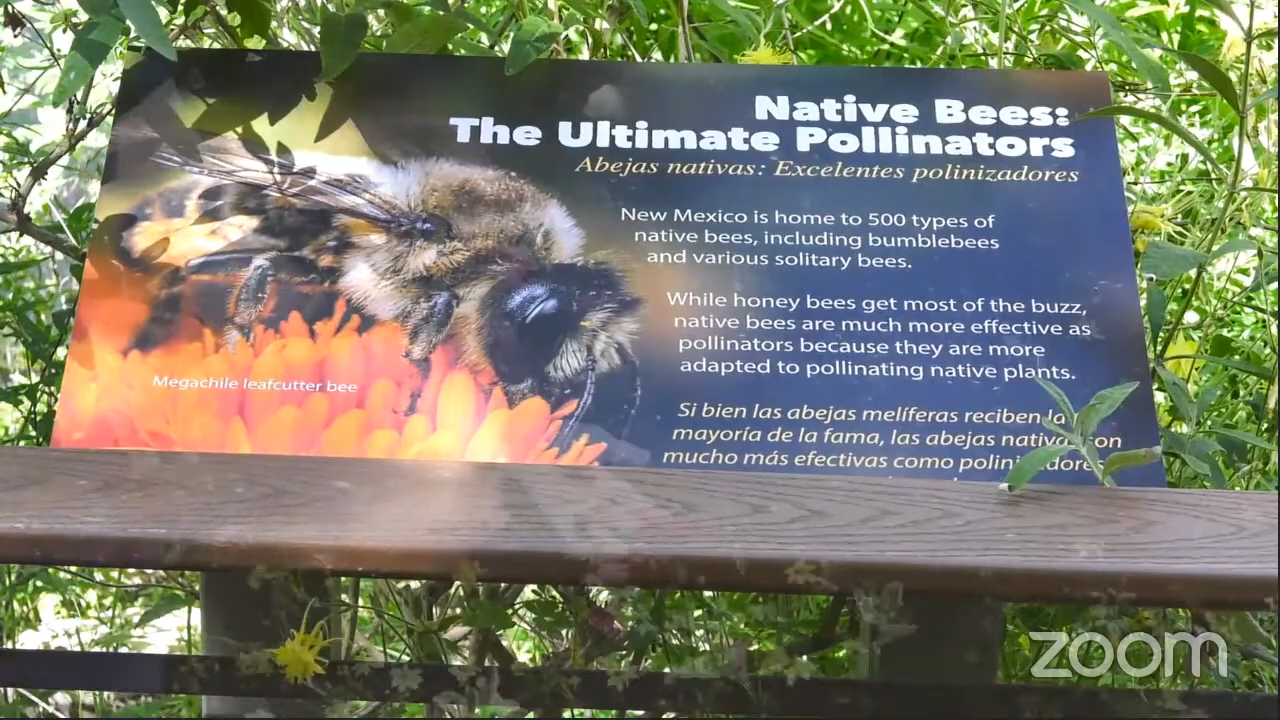 Native Bees:
The Ultimate Pollinators
Abejas nativas: Excelentes polinizadores
New Mexico is home to 500 types of
native bees, including bumblebees
and various solitary bees.
While honey bees get most of the buzz,
native bees are much more effective as
pollinators because they are more
adapted to pollinating native plants.
Megachile leafcutter bee
Si bien las abejas melíferas reciben la
mayoría de la fama, las abejas nativas son
mucho más efectivas como polinizadores
zoom